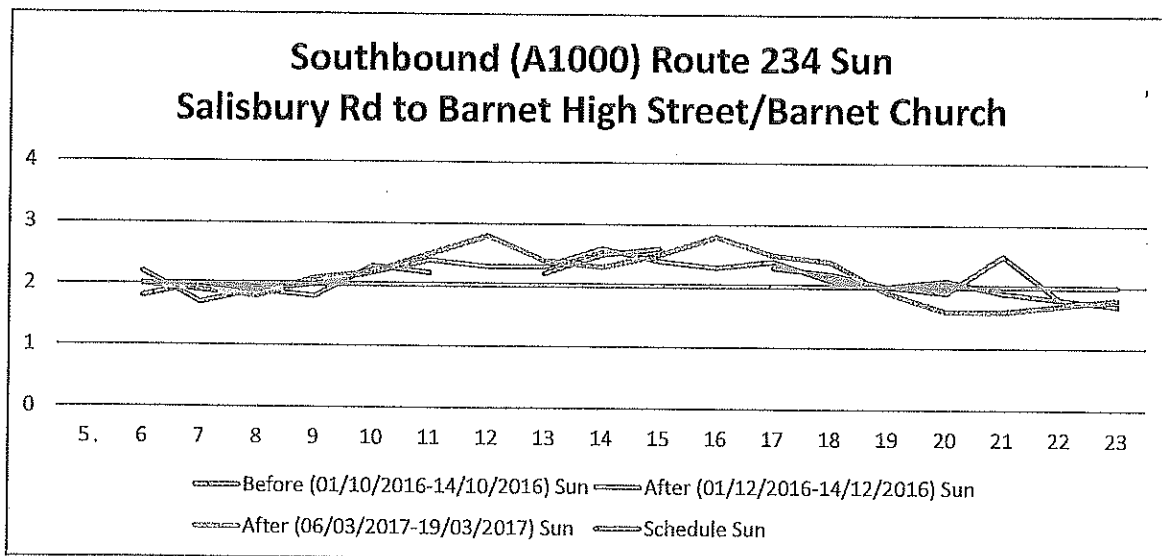 Southbound (A1000) Route 234 Sun
Salisbury Rd to Barnet High Street/Barnet Church
4
3
2
1
0
5. 6 7 8 9 10 11 12 13 14 15 16 17 18 19 20 21 22 23
Before (01/10/2016-14/10/2016) Sun After (01/12/2016-14/12/2016) Sun
After (06/03/2017-19/03/2017) Sun Schedule Sun